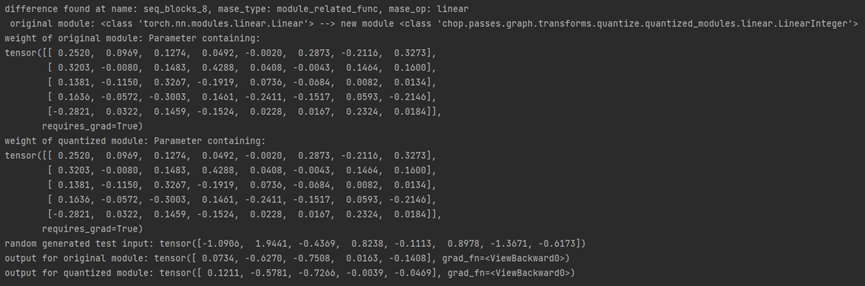 difference found at name: seq_blocks_8, mase_type: module_related_func, mase_op: linear
original module: <class 'torch.nn.modules.linear.Linear'> --> new module <class 'chop.passes.graph.transforms.quantize.quantized_modules.linear.LinearInteger'>
weight of original module: Parameter containing:
tensor([[ 0.2520,  0.0969,  0.1274,  0.0492, -0.0020,  0.2873, -0.2116,  0.3273],
        [ 0.3203, -0.0080,  0.1483,  0.4288,  0.0408, -0.0043,  0.1464,  0.1600],
        [ 0.1381, -0.1150,  0.3267, -0.1919,  0.0736, -0.0684,  0.0082,  0.0134],
        [ 0.1636, -0.0572, -0.3003,  0.1461, -0.2411, -0.1517,  0.0593, -0.2146],
        [-0.2821,  0.0322,  0.1459, -0.1524,  0.0228,  0.0167,  0.2324,  0.0184]],
       requires_grad=True)
weight of quantized module: Parameter containing:
tensor([[ 0.2520,  0.0969,  0.1274,  0.0492, -0.0020,  0.2873, -0.2116,  0.3273],
        [ 0.3203, -0.0080,  0.1483,  0.4288,  0.0408, -0.0043,  0.1464,  0.1600],
        [ 0.1381, -0.1150,  0.3267, -0.1919,  0.0736, -0.0684,  0.0082,  0.0134],
        [ 0.1636, -0.0572, -0.3003,  0.1461, -0.2411, -0.1517,  0.0593, -0.2146],
        [-0.2821,  0.0322,  0.1459, -0.1524,  0.0228,  0.0167,  0.2324,  0.0184]],
       requires_grad=True)
random generated test input: tensor([-1.0906,  1.9441, -0.4369,  0.8238, -0.1113,  0.8978, -1.3671, -0.6173])
output for original module: tensor([ 0.0734, -0.6270, -0.7508,  0.0163, -0.1408], grad_fn=<ViewBackward0>)
output for quantized module: tensor([ 0.1211, -0.5781, -0.7266, -0.0039, -0.0469], grad_fn=<ViewBackward0>)